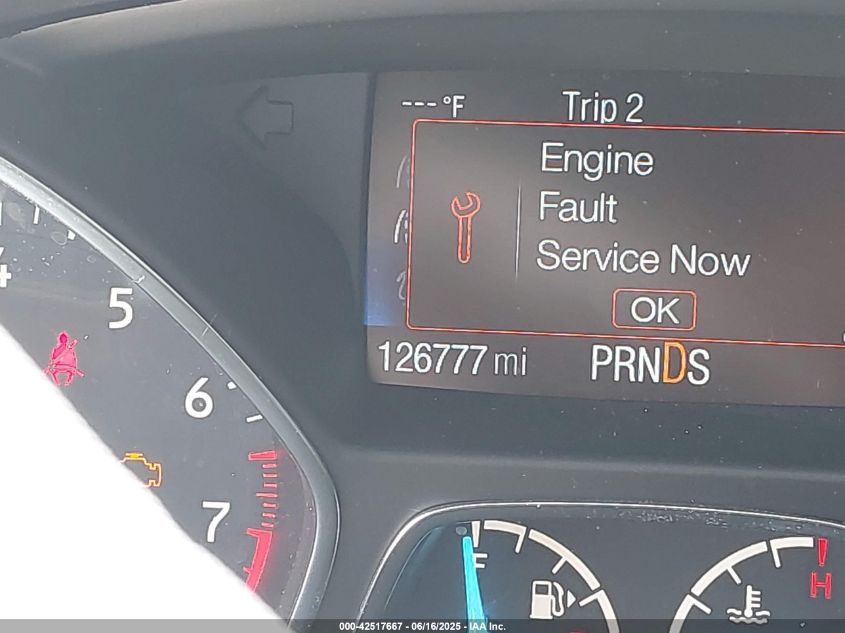 --- °F Trip 2
Engine
Fault
Service Now
OK
126777 mi PRNDS
4
5
6
7
F
H
000-42517667 - 06/16/2025 - IAA Inc.